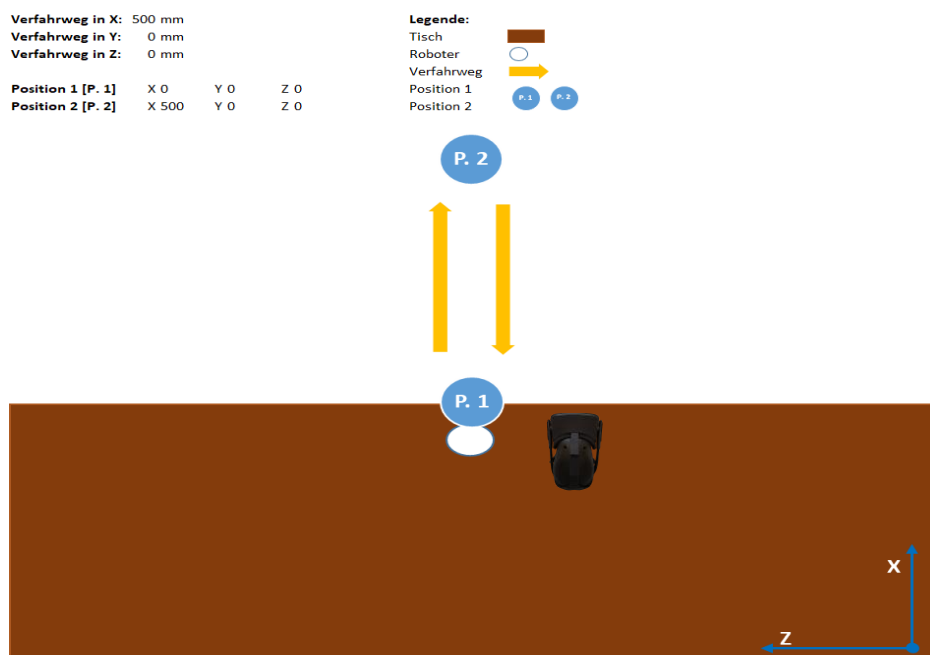 Verfahrweg in X: 500 mm
Verfahrweg in Y: 0 mm
Verfahrweg in Z: 0 mm
Position 1 [P. 1] X 0 Y 0 Z 0
Position 2 [P. 2] X 500 Y 0 Z 0
Legende:
Tisch
Roboter
Verfahrweg
Position 1
Position 2
P. 1 P. 2
P. 2
P. 1
X
Z